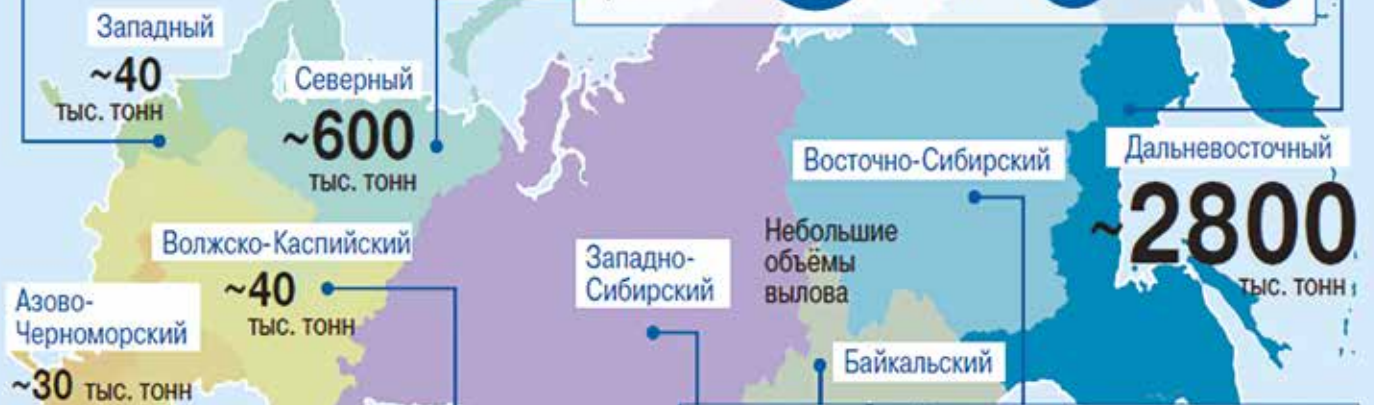 Западный
~40
тыс. тонн
Северный
~600
тыс. тонн
Волжско-Каспийский
~40
тыс. тонн
Азово-
Черноморский
~30 тыс. тонн
Западно-
Сибирский
Небольшие
объёмы
вылова
Восточно-Сибирский
Байкальский
Дальневосточный
~2800
тыс. тонн